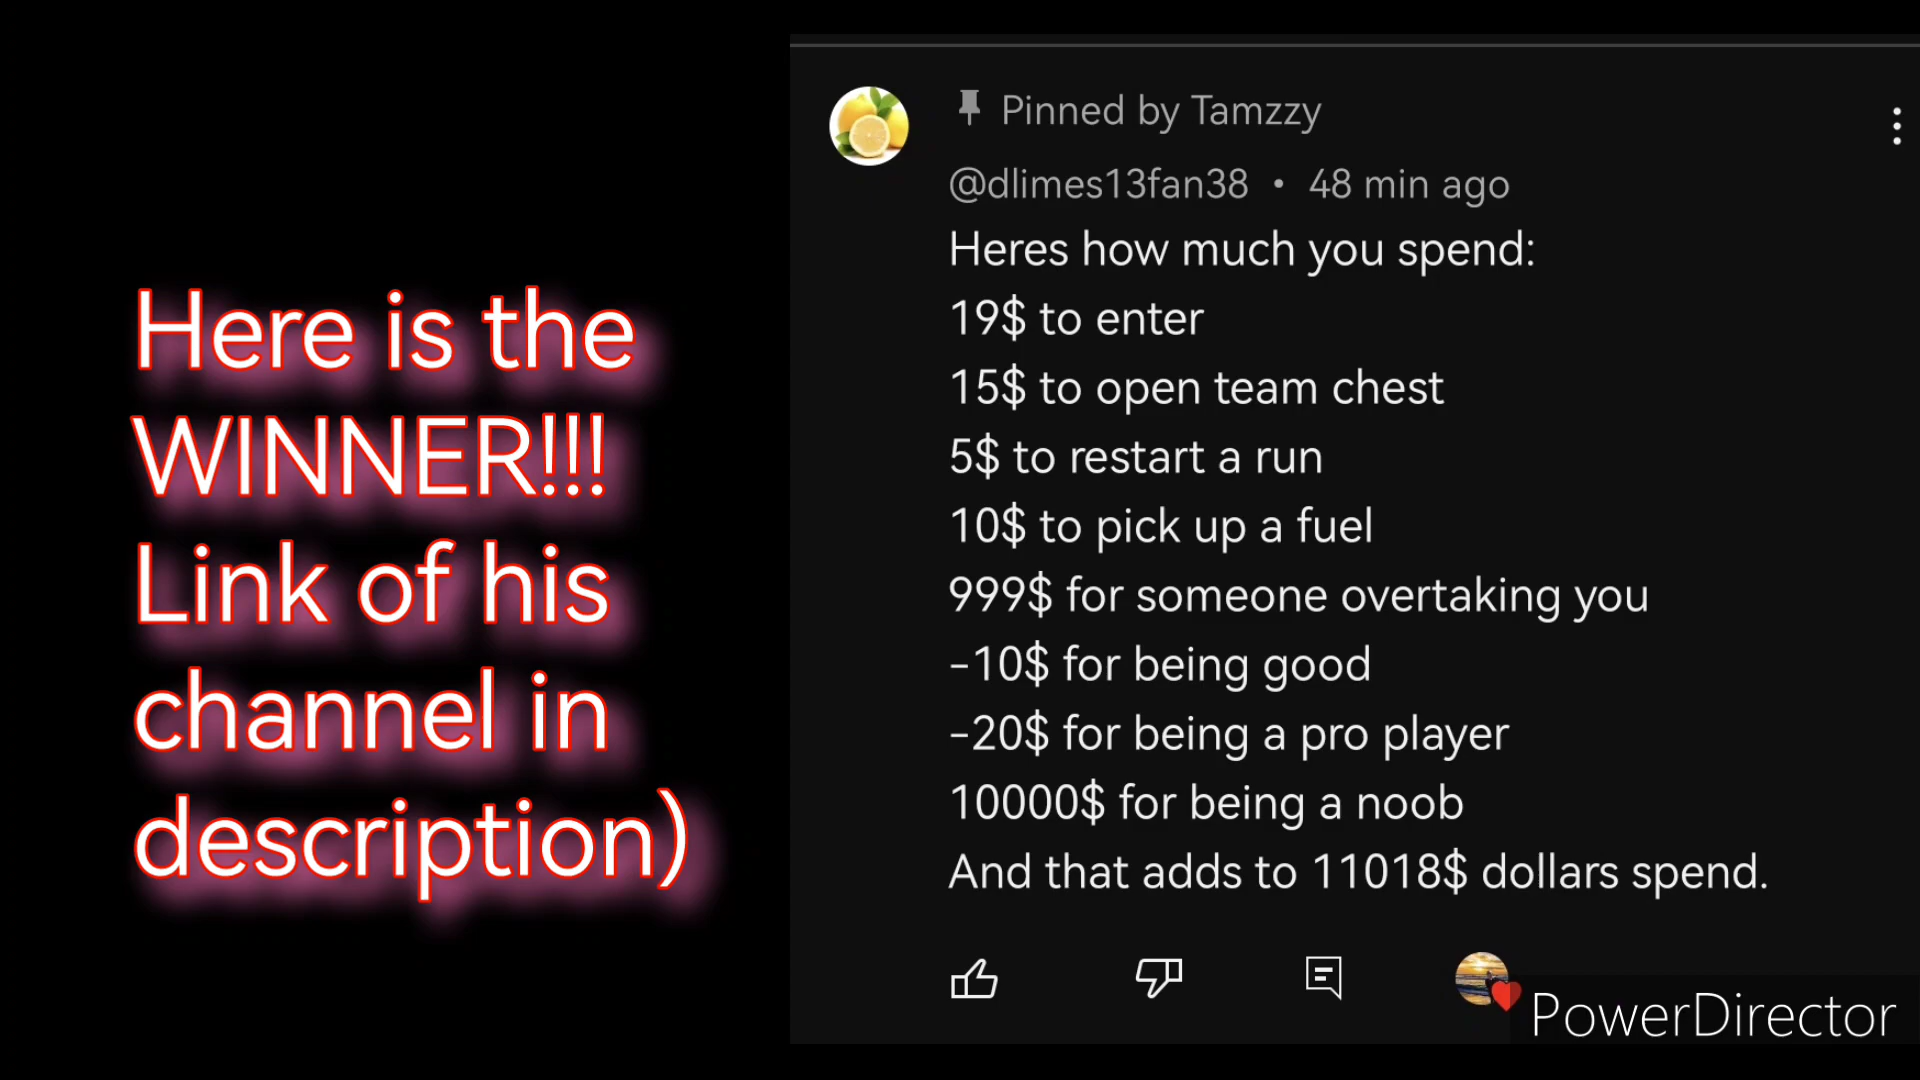 Here is the
WINNER!!!
Link of his
channel in
description)
Pinned by Tamzzy
@dlimes13fan38 • 48 min ago
Heres how much you spend:
19$ to enter
15$ to open team chest
5$ to restart a run
10$ to pick up a fuel
999$ for someone overtaking you
-10$ for being good
-20$ for being a pro player
10000$ for being a noob
And that adds to 11018$ dollars spend.
PowerDirector